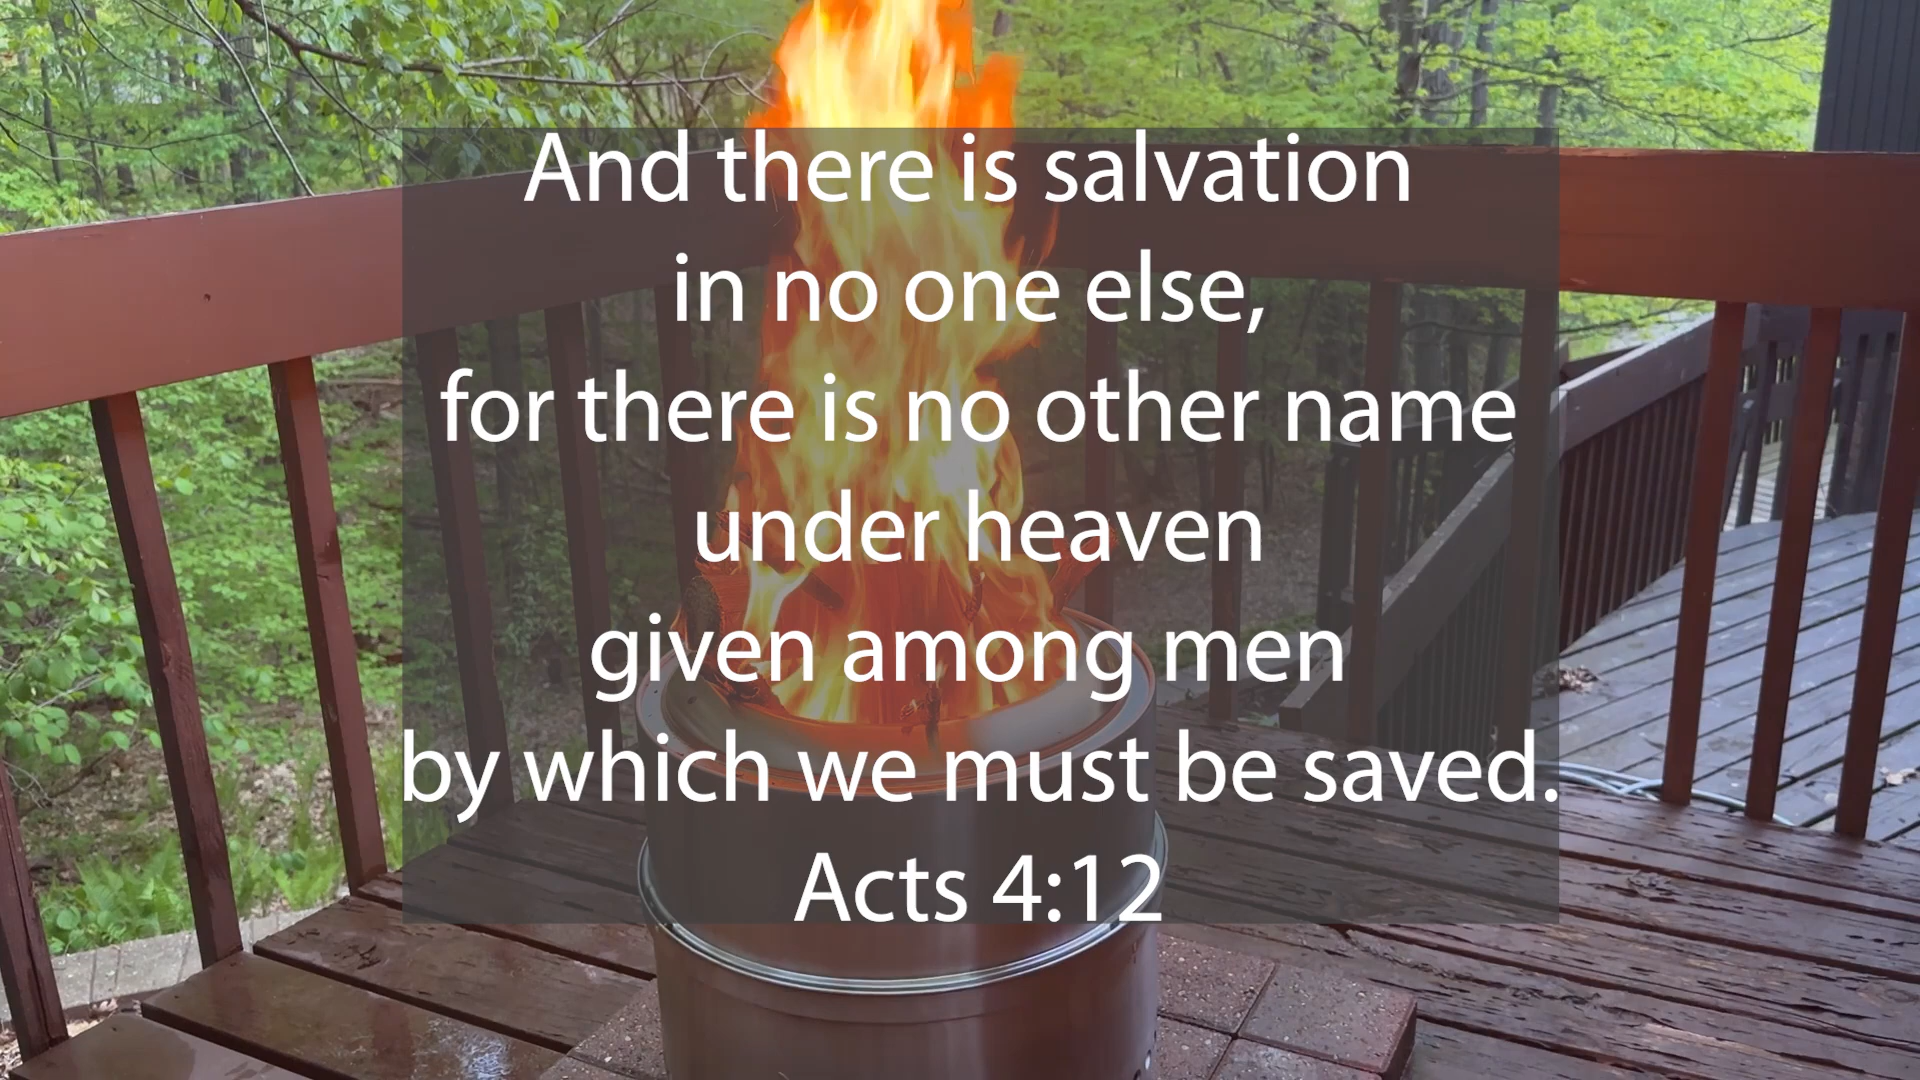 And there is salvation
in no one else,
for there is no other name
under heaven
given among men
by which we must be saved.
Acts 4:12